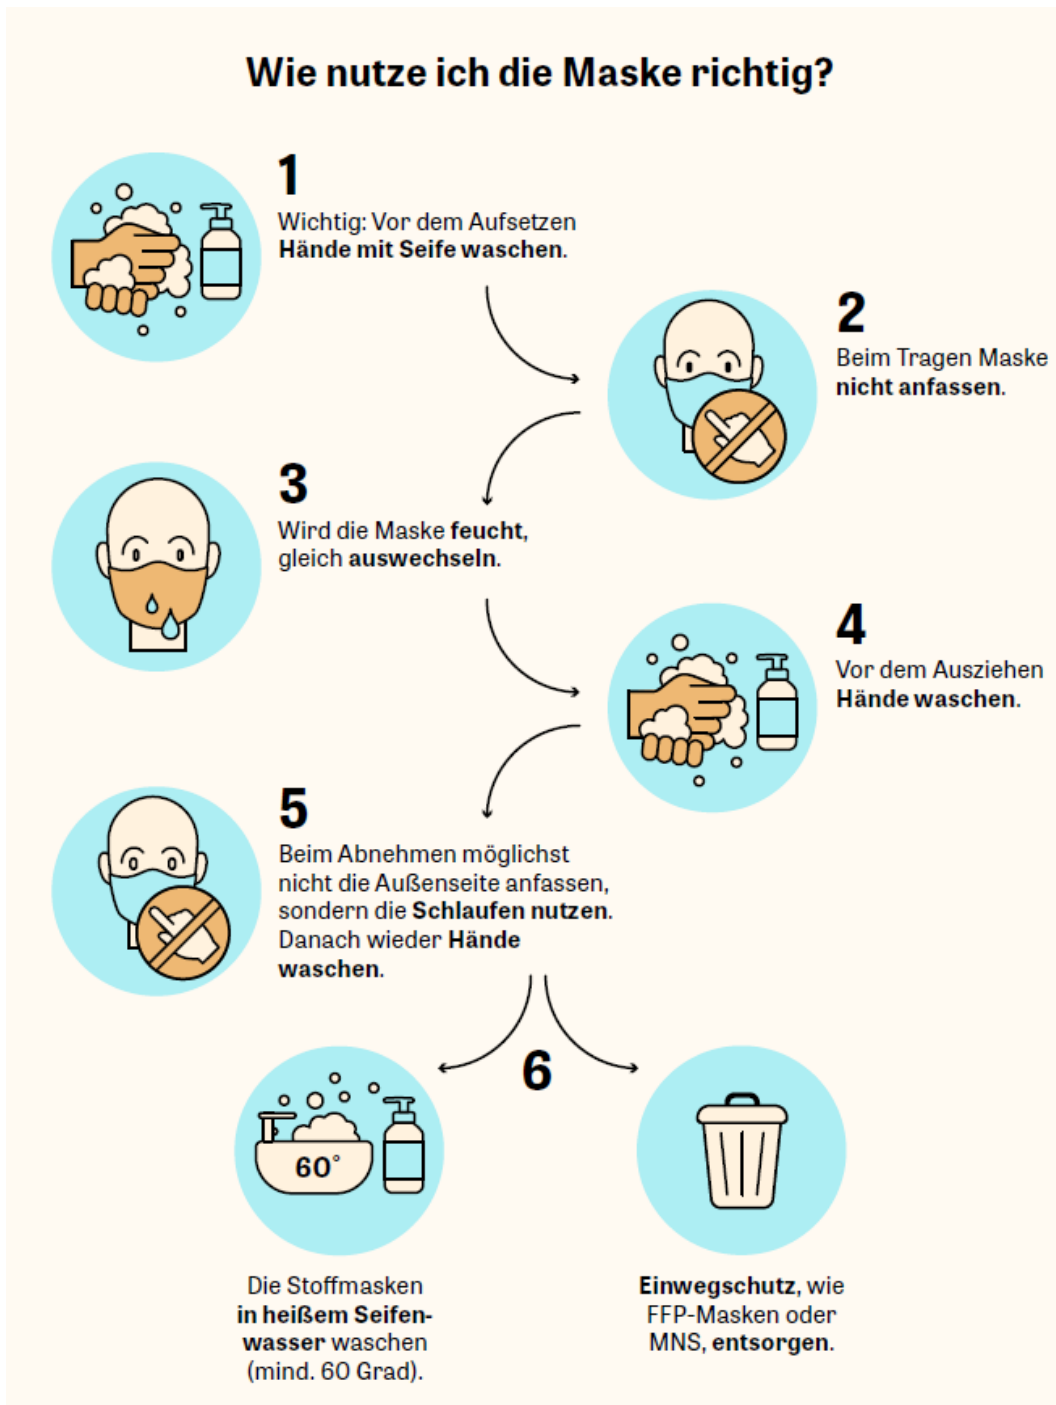 Wie nutze ich die Maske richtig?
1
Wichtig: Vor dem Aufsetzen
Hände mit Seife waschen.
2
Beim Tragen Maske
nicht anfassen.
3
Wird die Maske feucht,
gleich auswechseln.
4
Vor dem Ausziehen
Hände waschen.
5
Beim Abnehmen möglichst
nicht die Außenseite anfassen,
sondern die Schlaufen nutzen.
Danach wieder Hände
waschen.
6
60°
Die Stoffmasken
in heißem Seifen-
wasser waschen
(mind. 60 Grad).
Einwegschutz, wie
FFP-Masken oder
MNS, entsorgen.